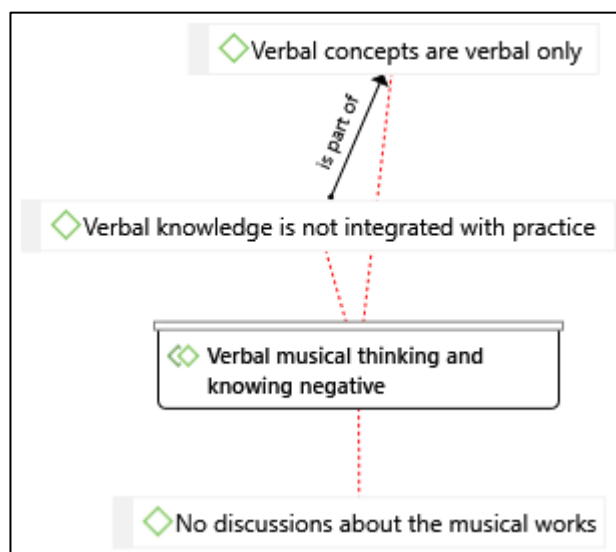 Verbal concepts are verbal only
is part of
Verbal knowledge is not integrated with practice
Verbal musical thinking and
knowing negative
No discussions about the musical works